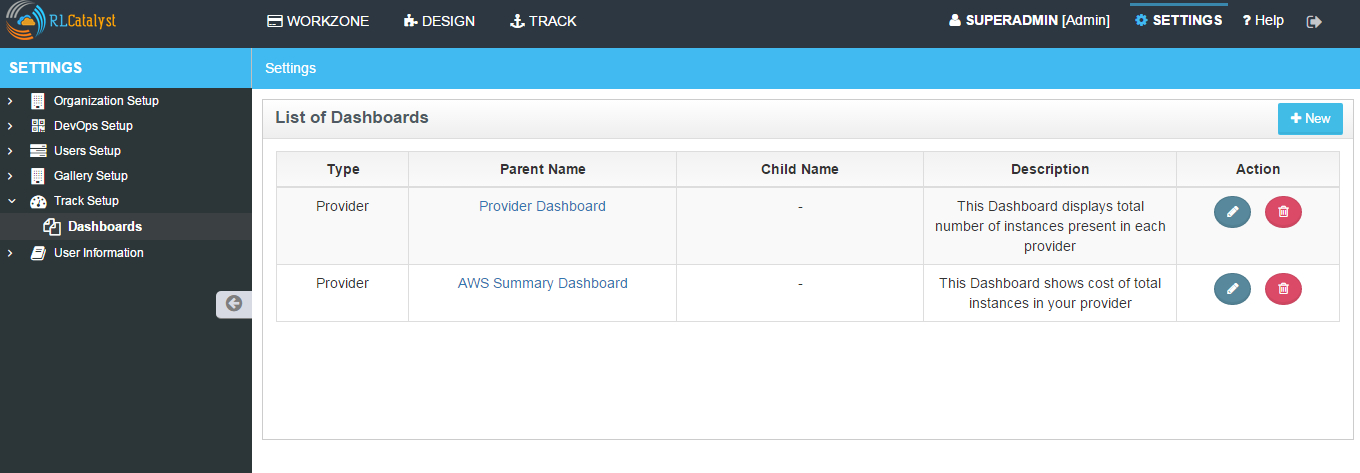 RLCatalyst WORKZONE DESIGN TRACK SUPERADMIN [Admin] SETTINGS ? Help
SETTINGS
Settings
Organization Setup
DevOps Setup
Users Setup
Gallery Setup
Track Setup
Dashboards
User Information
List of Dashboards
+ New
Type Parent Name Child Name Description Action
Provider Provider Dashboard - This Dashboard displays total
number of instances present in each
provider
Provider AWS Summary Dashboard - This Dashboard shows cost of total
instances in your provider